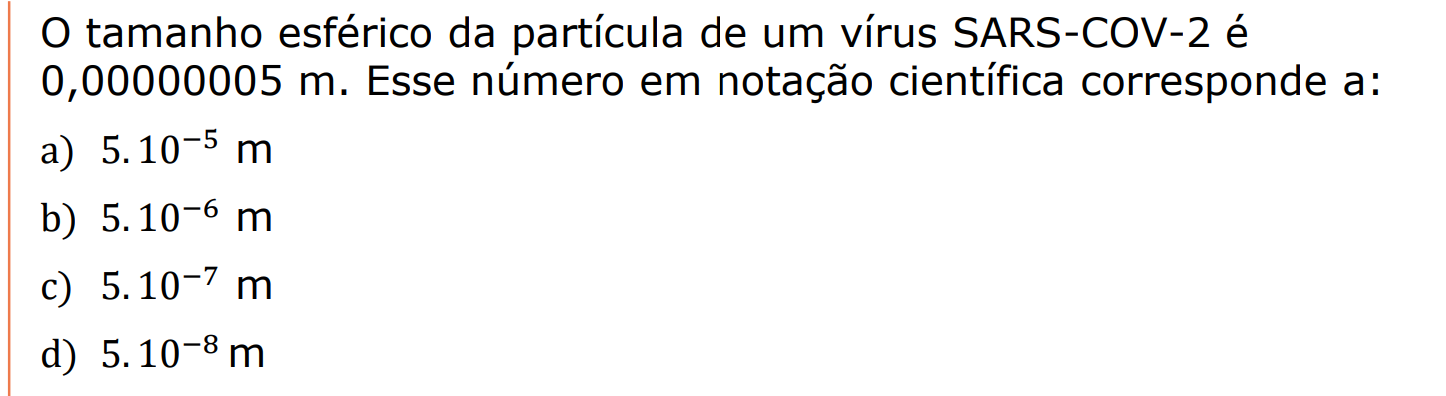 O tamanho esférico da partícula de um vírus SARS-COV-2 é
0,00000005 m. Esse número em notação científica corresponde a:
a) 5.10⁻⁵ m
b) 5.10⁻⁶ m
c) 5.10⁻⁷ m
d) 5.10⁻⁸ m